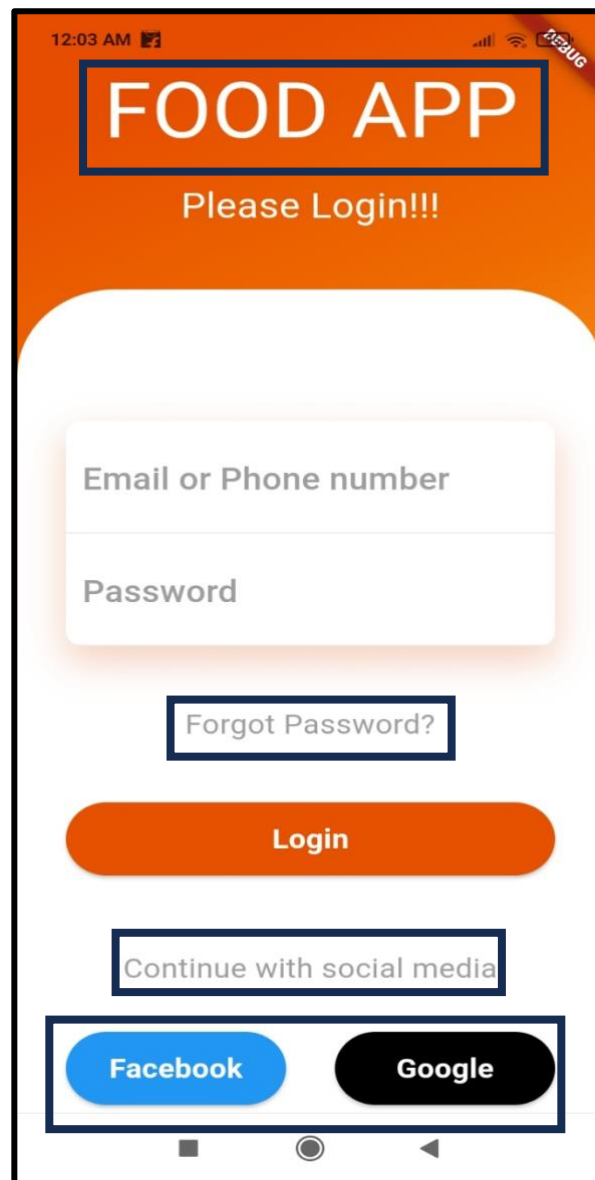 12:03 AM
DEBUG
FOOD APP
Please Login!!!
Email or Phone number
Password
Forgot Password?
Login
Continue with social media
Facebook Google